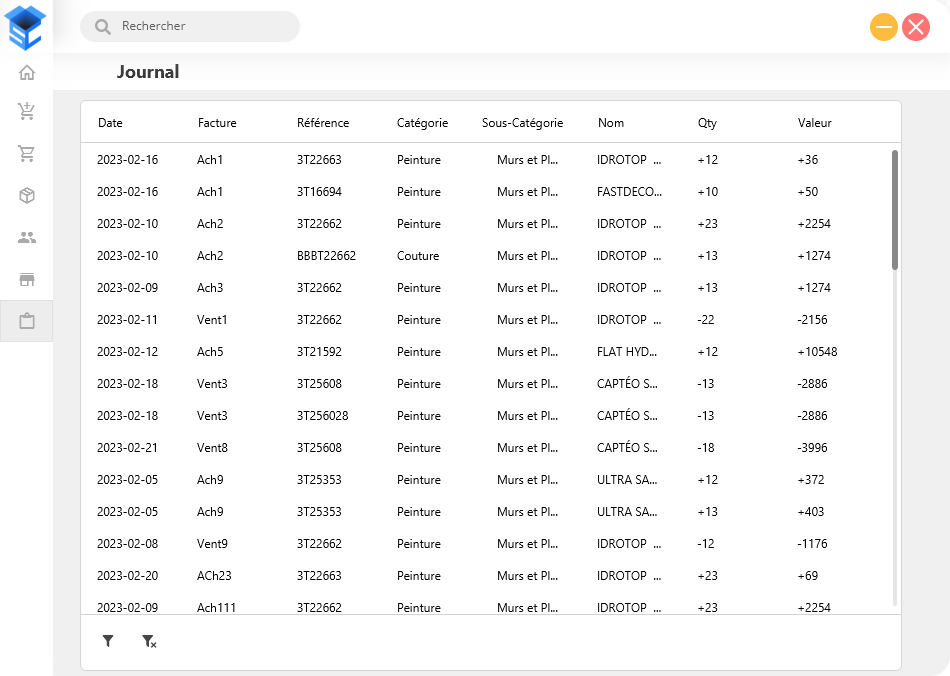 Rechercher
Journal
Date Facture Référence Catégorie Sous-Catégorie Nom Qty Valeur
2023-02-16 Ach1 3T22663 Peinture Murs et Pl... IDROTOP ... +12 +36
2023-02-16 Ach1 3T16694 Peinture Murs et Pl... FASTDECO... +10 +50
2023-02-10 Ach2 3T22662 Peinture Murs et Pl... IDROTOP ... +23 +2254
2023-02-10 Ach2 BBBT22662 Couture Murs et Pl... IDROTOP ... +13 +1274
2023-02-09 Ach3 3T22662 Peinture Murs et Pl... IDROTOP ... +13 +1274
2023-02-11 Vent1 3T22662 Peinture Murs et Pl... IDROTOP ... -22 -2156
2023-02-12 Ach5 3T21592 Peinture Murs et Pl... FLAT HYD... +12 +10548
2023-02-18 Vent3 3T25608 Peinture Murs et Pl... CAPTÉO S... -13 -2886
2023-02-18 Vent3 3T256028 Peinture Murs et Pl... CAPTÉO S... -13 -2886
2023-02-21 Vent8 3T25608 Peinture Murs et Pl... CAPTÉO S... -18 -3996
2023-02-05 Ach9 3T25353 Peinture Murs et Pl... ULTRA SA... +12 +372
2023-02-05 Ach9 3T25353 Peinture Murs et Pl... ULTRA SA... +13 +403
2023-02-08 Vent9 3T22662 Peinture Murs et Pl... IDROTOP ... -12 -1176
2023-02-20 ACh23 3T22663 Peinture Murs et Pl... IDROTOP ... +23 +69
2023-02-09 Ach111 3T22662 Peinture Murs et Pl... IDROTOP ... +23 +2254